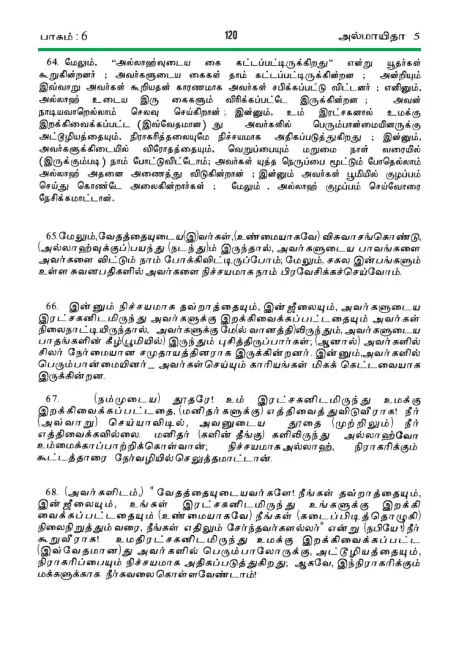 பாகம் : 6 120 அல்மாயிதா 5
64. மேலும், “அல்லாஹ்வுடைய கை கட்டப்பட்டிருக்கிறது” என்று யூதர்கள்
கூறுகின்றனர் ; அவர்களுடைய கைகள் தாம் கட்டப்பட்டிருக்கின்றன ; அன்றியும்
இவ்வாறு அவர்கள் கூறியதன் காரணமாக அவர்கள் சபிக்கப்பட்டு விட்டனர் ; எனினும்,
அல்லாஹ் உடைய இரு கைகளும் விரிக்கப்பட்டே இருக்கின்றன ; அவன்
நாடியவாறெல்லாம் செலவு செய்கிறான் ; இன்னும், உம் இரட்சகனால் உமக்கு
இறக்கிவைக்கப்பட்ட (இவ்வேதமான) து அவர்களில் பெரும்பான்மையினருக்கு
அட்டூழியத்தையும், நிராகரித்தலையுமே நிச்சயமாக அதிகப்படுத்துகிறது ; இன்னும்,
அவர்களுக்கிடையில் விரோதத்தையும், வெறுப்பையும் மறுமை நாள் வரையில்
(இருக்கும்படி) நாம் போட்டுவிட்டோம்; அவர்கள் யுத்த நெருப்பை மூட்டும் போதெல்லாம்
அல்லாஹ் அதனை அணைத்து விடுகின்றான் ; இன்னும் அவர்கள் பூமியில் குழப்பம்
செய்து கொண்டே அலைகின்றார்கள் ; மேலும் , அல்லாஹ் குழப்பம் செய்வோரை
நேசிக்கமாட்டான்.
65.மேலும்,வேதத்தையுடைய(இ)வர்கள்,(உண்மையாகவே) விசுவாசங்கொண்டு,
(அல்லாஹ்வுக்குப்)பயந்து (நடந்து)ம் இருந்தால், அவர்களுடைய பாவங்களை
அவர்களை விட்டும் நாம் போக்கிவிட்டிருப்போம்; மேலும், சகல இன்பங்களும்
உள்ள சுவனபதிகளில் அவர்களை நிச்சயமாக நாம் பிரவேசிக்கச்செய்வோம்.
66. இன்னும் நிச்சயமாக தவ்றாத்தையும், இன்ஜீலையும், அவர்களுடைய
இரட்சகனிடமிருந்து அவர்களுக்கு இறக்கிவைக்கப்பட்டதையும் அவர்கள்
நிலைநாட்டியிருந்தால், அவர்களுக்கு மே(ல் வானத்தி)லிருந்தும், அவர்களுடைய
பாதங்களின் கீழ்(பூமியில்) இருந்தும் புசித்திருப்பார்கள்; (ஆனால்) அவர்களில்
சிலர் நேர்மையான சமுதாயத்தினராக இருக்கின்றனர். இன்னும்,அவர்களில்
பெரும்பான்மையினர் _ அவர்கள் செய்யும் காரியங்கள் மிகக் கெட்டவையாக
இருக்கின்றன.
67. (நம்முடைய) தூதரே! உம் இரட்சகனிடமிருந்து உமக்கு
இறக்கிவைக்கப்பட்டதை, (மனிதர்களுக்கு) எத்திவைத்துவிடுவீராக! நீர்
(அவ்வாறு) செய்யாவிடில், அவனுடைய தூதை (முற்றிலும்) நீர்
எத்திவைக்கவில்லை. மனிதர் (களின் தீங்கு) களிலிருந்து அல்லாஹ்வோ
உம்மைக்காப்பாற்றிக்கொள்வான்; நிச்சயமாகஅல்லாஹ், நிராகரிக்கும்
கூட்டத்தாரை நேர்வழியில்செலுத்தமாட்டான்.
68. (அவர்களிடம்,) " வேதத்தையுடையவர்களே! நீங்கள் தவ்றாத்தையும்,
இன்ஜீலையும், உங்கள் இரட்சகனிடமிருந்து உங்களுக்கு இறக்கி
வைக்கப்பட்டதையும் (உண்மையாகவே) நீங்கள் (கடைப்பிடித்தொழுகி)
நிலைநிறுத்தும்வரை, நீங்கள் எதிலும் சேர்ந்தவர்களல்லர்" என்று (நபியே!)நீர்
கூறுவீராக! உமதிரட்சகனிடமிருந்து உமக்கு இறக்கிவைக்கப்பட்ட
(இவ்வேதமான)து அவர்களில் பெரும்பாலோருக்கு, அட்டூழியத்தையும்,
நிராகரிப்பையும் நிச்சயமாக அதிகப்படுத்துகிறது; ஆகவே, இந்நிராகரிக்கும்
மக்களுக்காக நீர்கவலைகொள்ளவேண்டாம்!